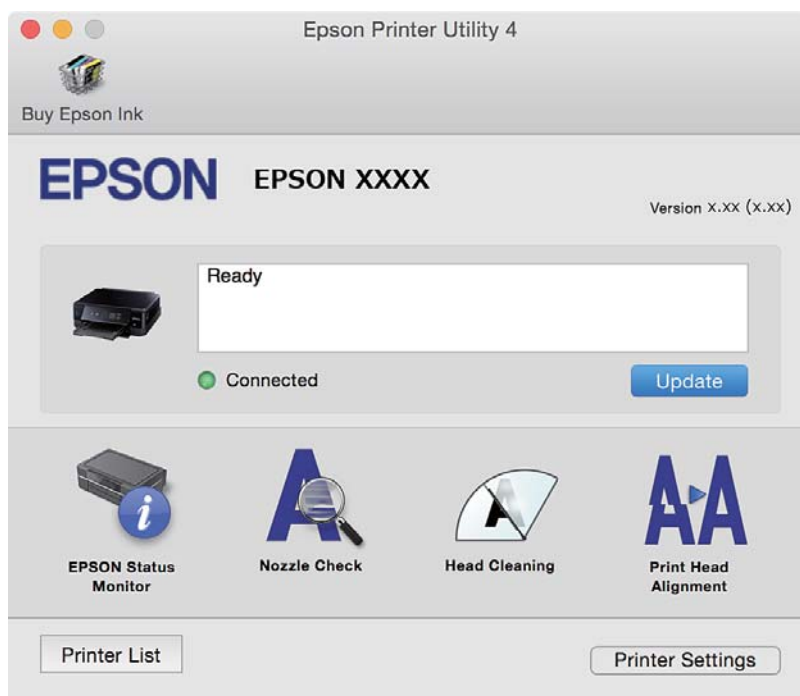 Epson Printer Utility 4
Buy Epson Ink
EPSON
EPSON XXXX
Version x.xx (x.xx)
Ready
Connected
Update
EPSON Status
Monitor
Nozzle Check
Head Cleaning
Print Head
Alignment
Printer List
Printer Settings